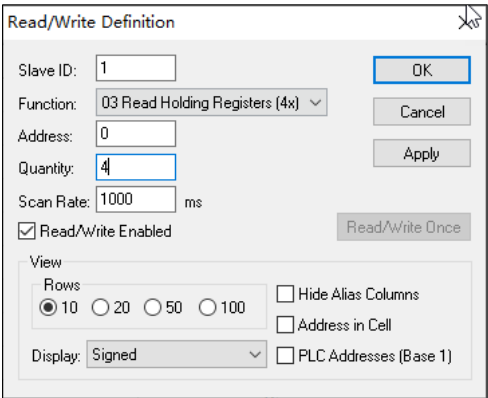 Read/Write Definition
Slave ID: 1
OK
Function: 03 Read Holding Registers (4x)
Cancel
Address: 0
Quantity: 4
Apply
Scan Rate: 1000 ms
Read/Write Enabled
Read/Write Once
View
Rows
10 20 50 100
Hide Alias Columns
Address in Cell
Display: Signed
PLC Addresses (Base 1)